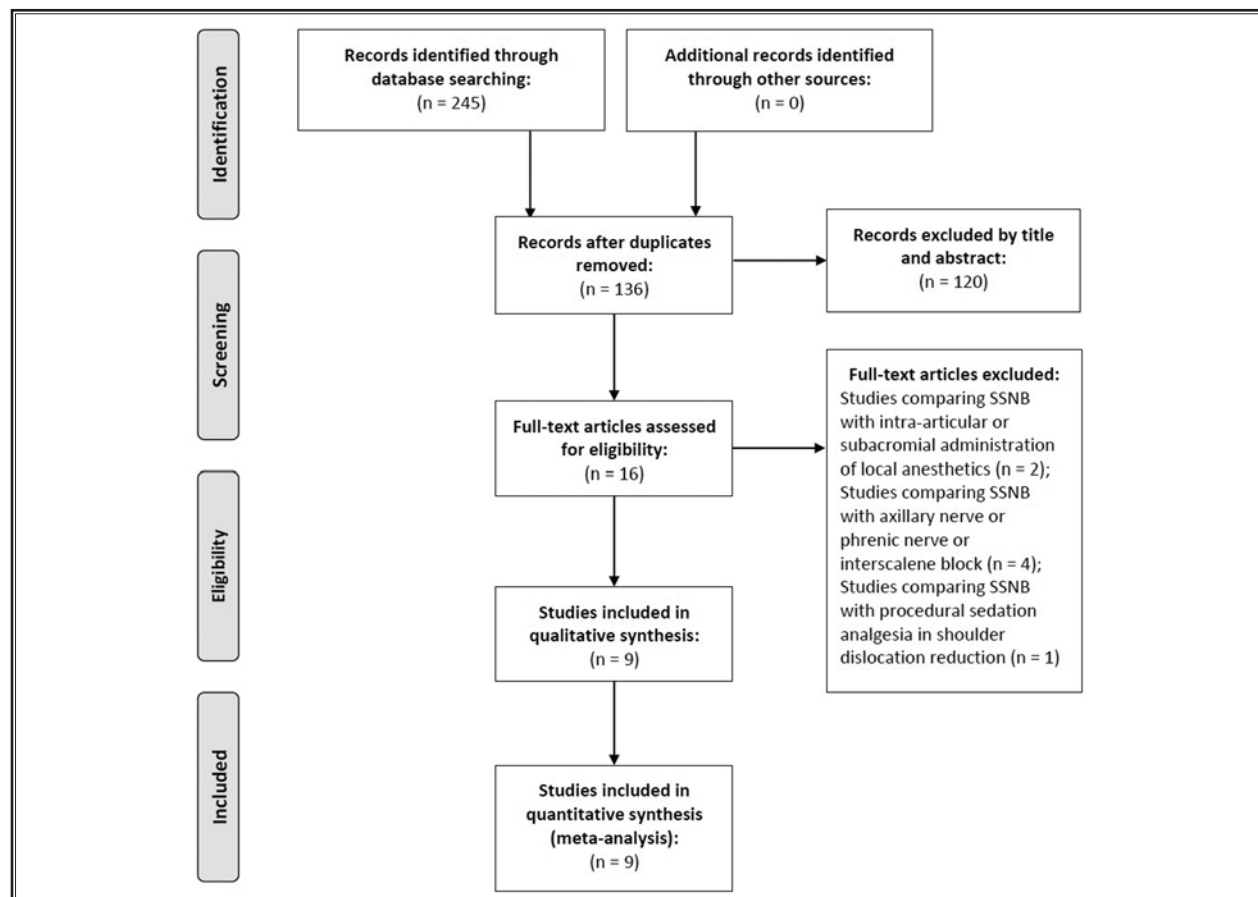 Identification
Records identified through
database searching:
(n = 245)
Additional records identified
through other sources:
(n = 0)
Records after duplicates
removed:
(n = 136)
Records excluded by title
and abstract:
(n = 120)
Screening
Full-text articles assessed
for eligibility:
(n = 16)
Full-text articles excluded:
Studies comparing SSNB
with intra-articular or
subacromial administration
of local anesthetics (n = 2);
Studies comparing SSNB
with axillary nerve or
phrenic nerve or
interscalene block (n = 4);
Studies comparing SSNB
with procedural sedation
analgesia in shoulder
dislocation reduction (n = 1)
Eligibility
Studies included in
qualitative synthesis:
(n = 9)
Included
Studies included in
quantitative synthesis
(meta-analysis):
(n = 9)